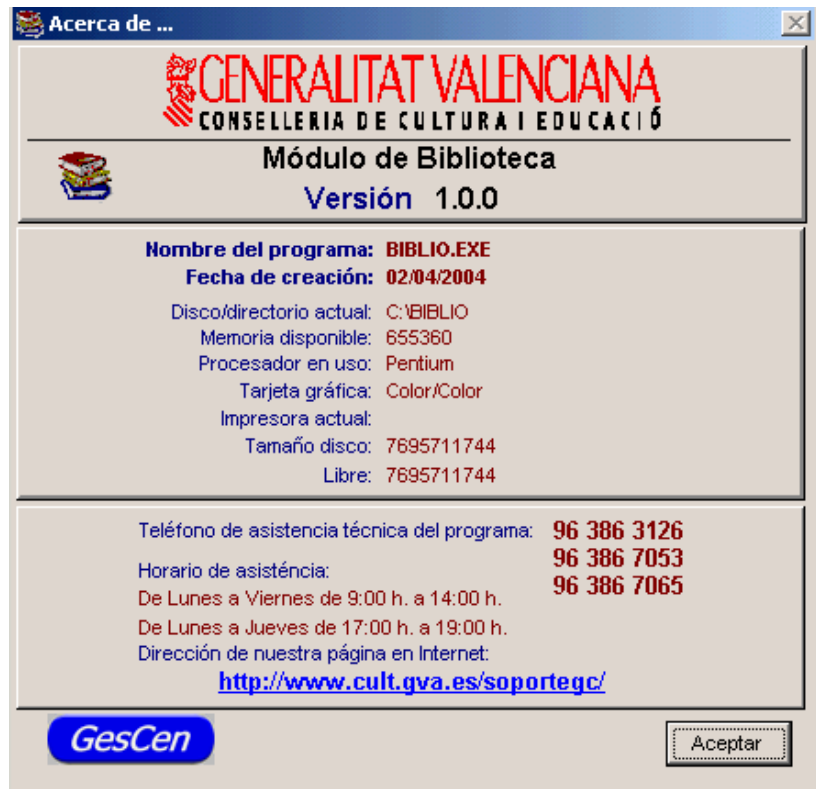 Acerca de ...
GENERALITAT VALENCIANA
CONSELLERIA DE CULTURA I EDUCACIÓ
Módulo de Biblioteca
Versión 1.0.0
Nombre del programa: BIBLIO.EXE
Fecha de creación: 02/04/2004
Disco/directorio actual: C:\BIBLIO
Memoria disponible: 655360
Procesador en uso: Pentium
Tarjeta gráfica: Color/Color
Impresora actual:
Tamaño disco: 7695711744
Libre: 7695711744
Teléfono de asistencia técnica del programa: 96 386 3126
96 386 7053
Horario de asisténcia:
96 386 7065
De Lunes a Viernes de 9:00 h. a 14:00 h.
De Lunes a Jueves de 17:00 h. a 19:00 h.
Dirección de nuestra página en Internet:
http://www.cult.gva.es/soportegc/
GesCen
Aceptar